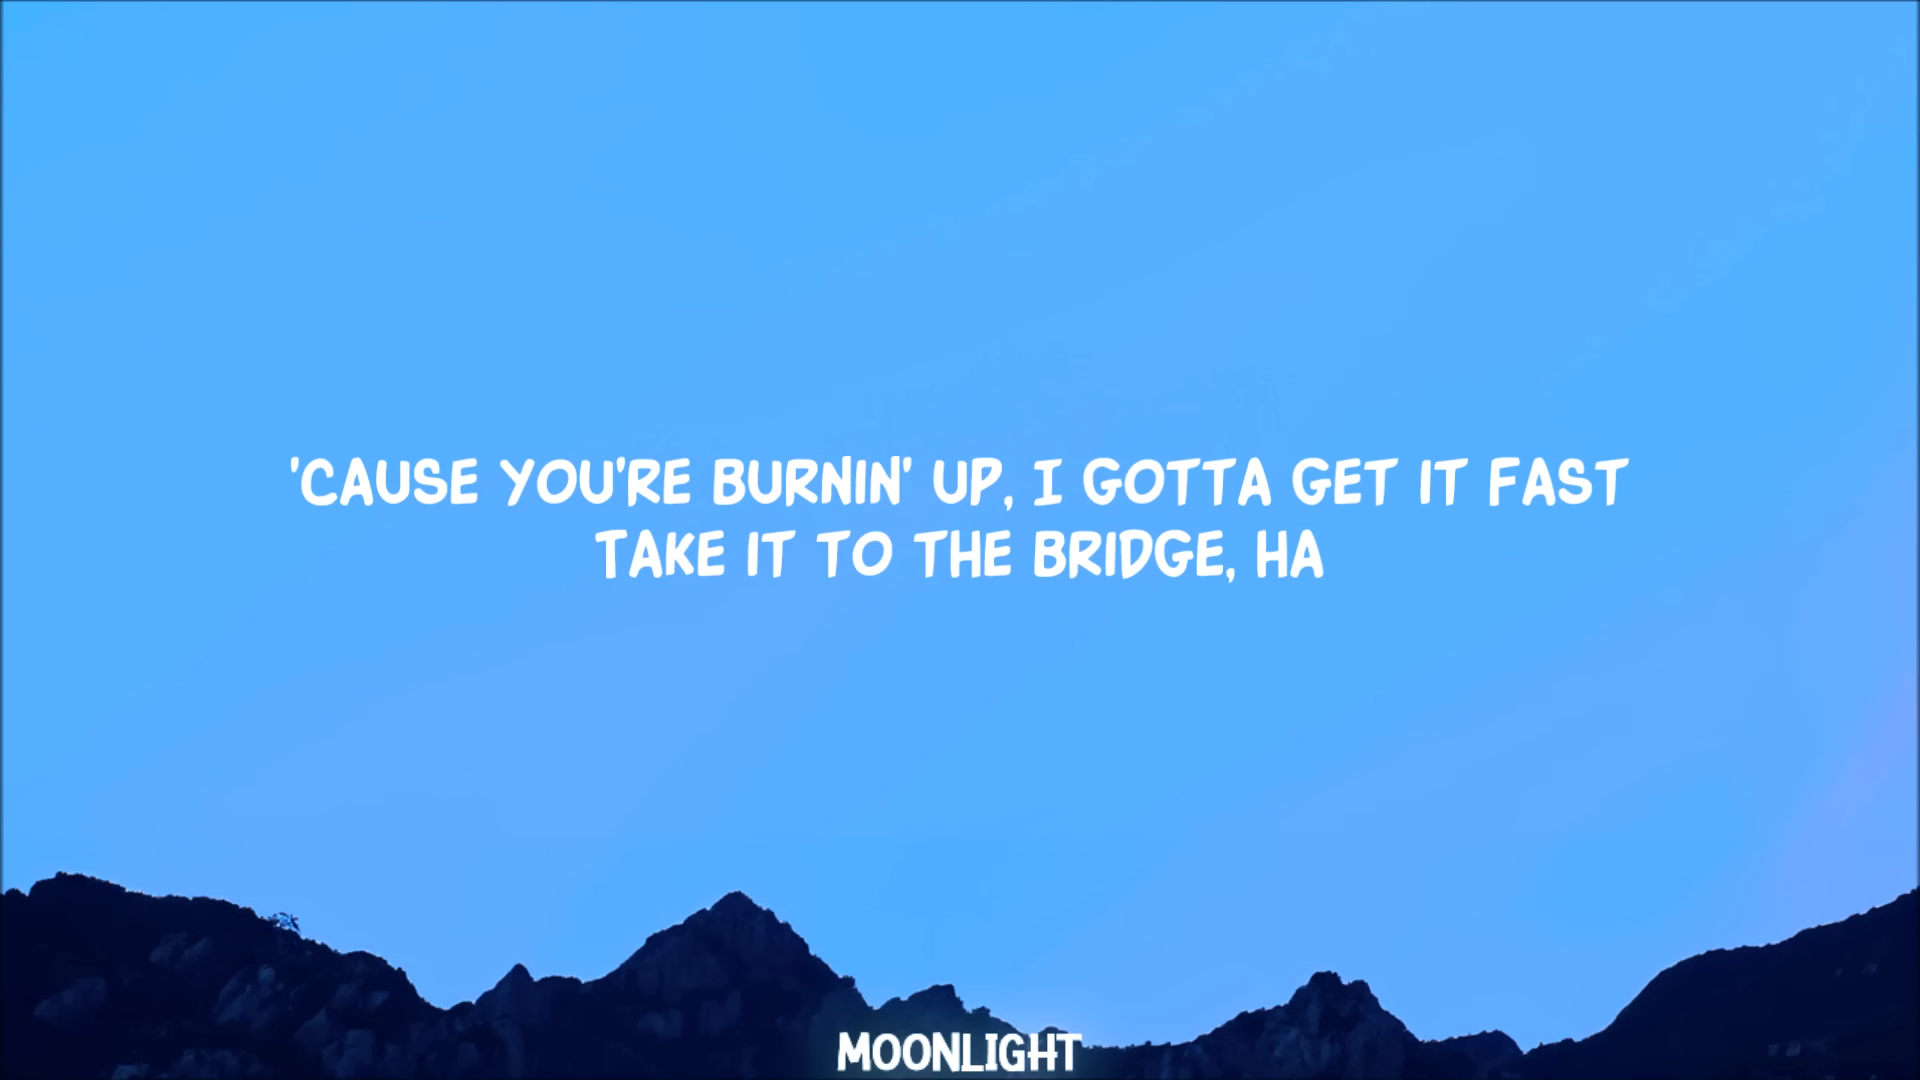 'CAUSE YOU'RE BURNIN' UP, I GOTTA GET IT FAST
TAKE IT TO THE BRIDGE, HA
MOONLIGHT